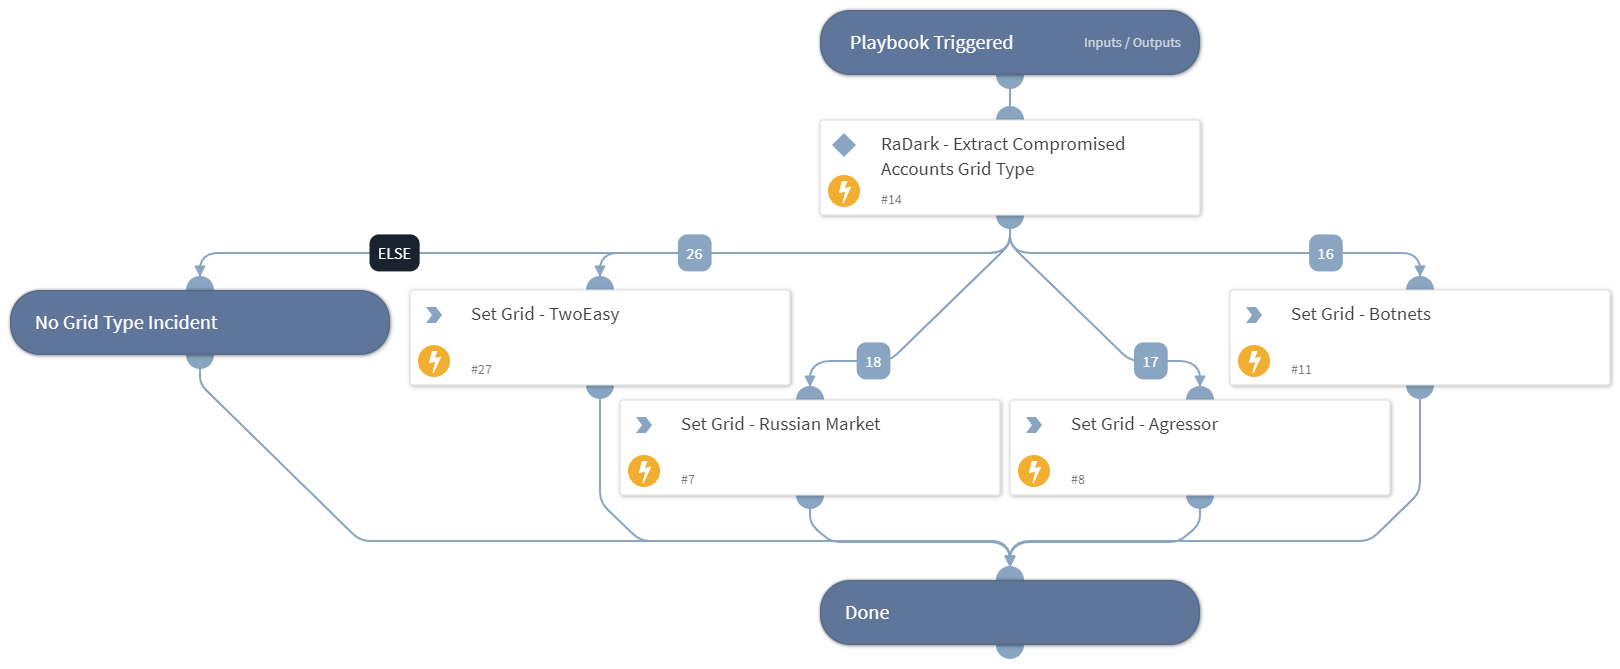 Playbook Triggered
Inputs / Outputs
RaDark - Extract Compromised
Accounts Grid Type
#14
ELSE
26
16
No Grid Type Incident
Set Grid - TwoEasy
#27
Set Grid - Botnets
#11
18
17
Set Grid - Russian Market
#7
Set Grid - Agressor
#8
Done